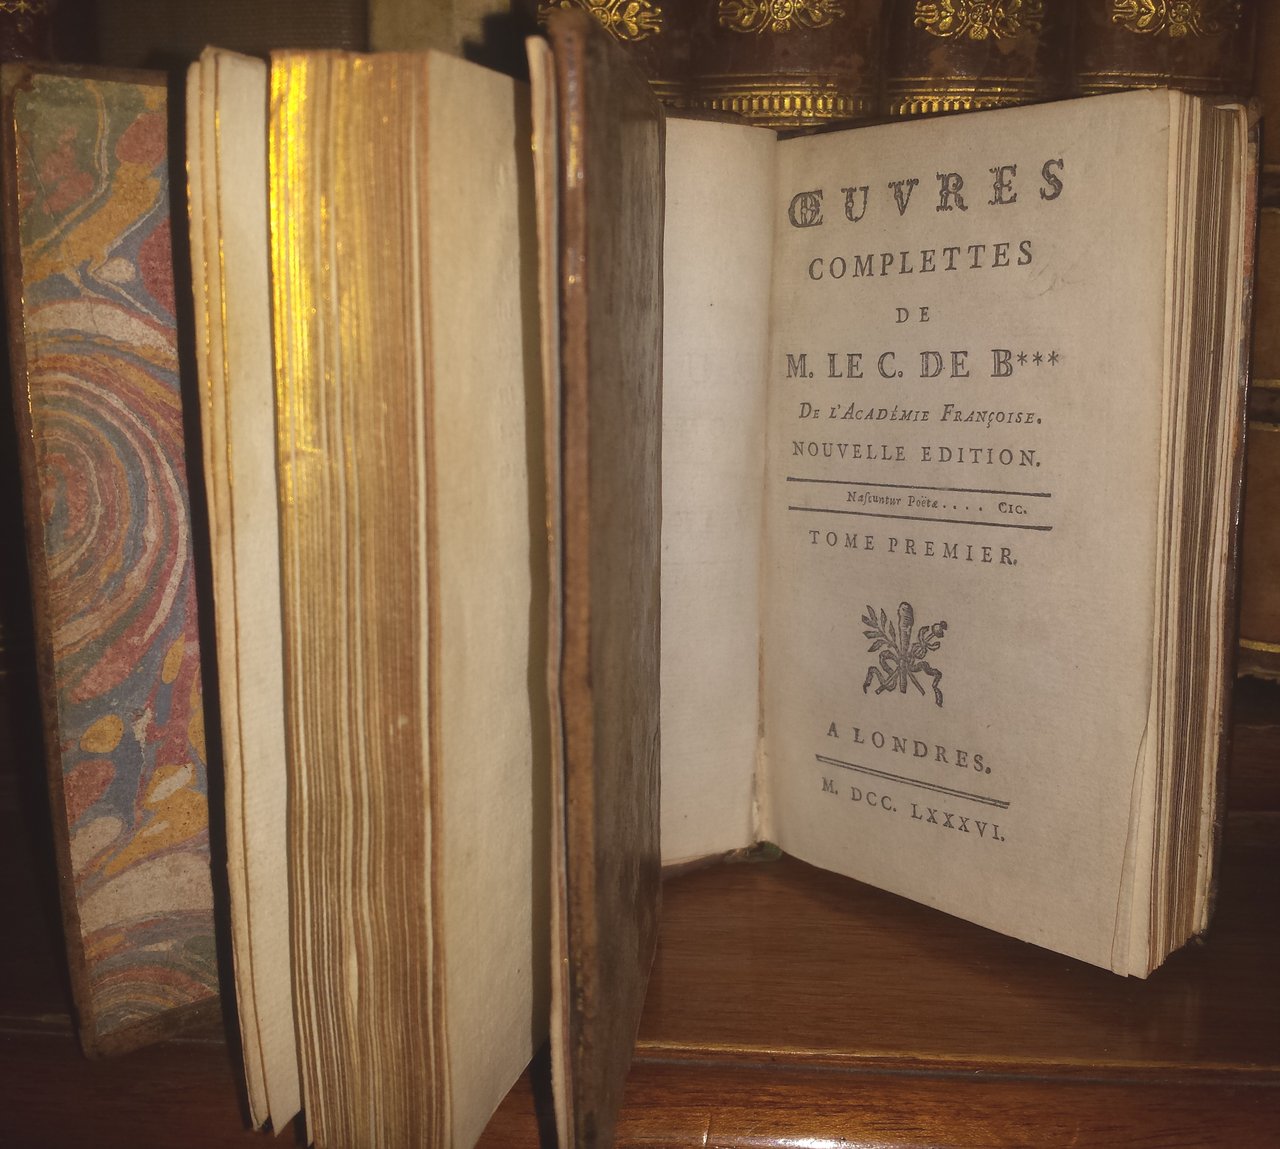 ŒUVRES
COMPLETTES
DE
M. LE C. DE B***
DE L'ACADÉMIE FRANÇOISE.
NOUVELLE EDITION.
Naſcuntur Poëtæ.... CIC.
TOME PREMIER.
A LONDRES.
M. DCC. LXXXVI.